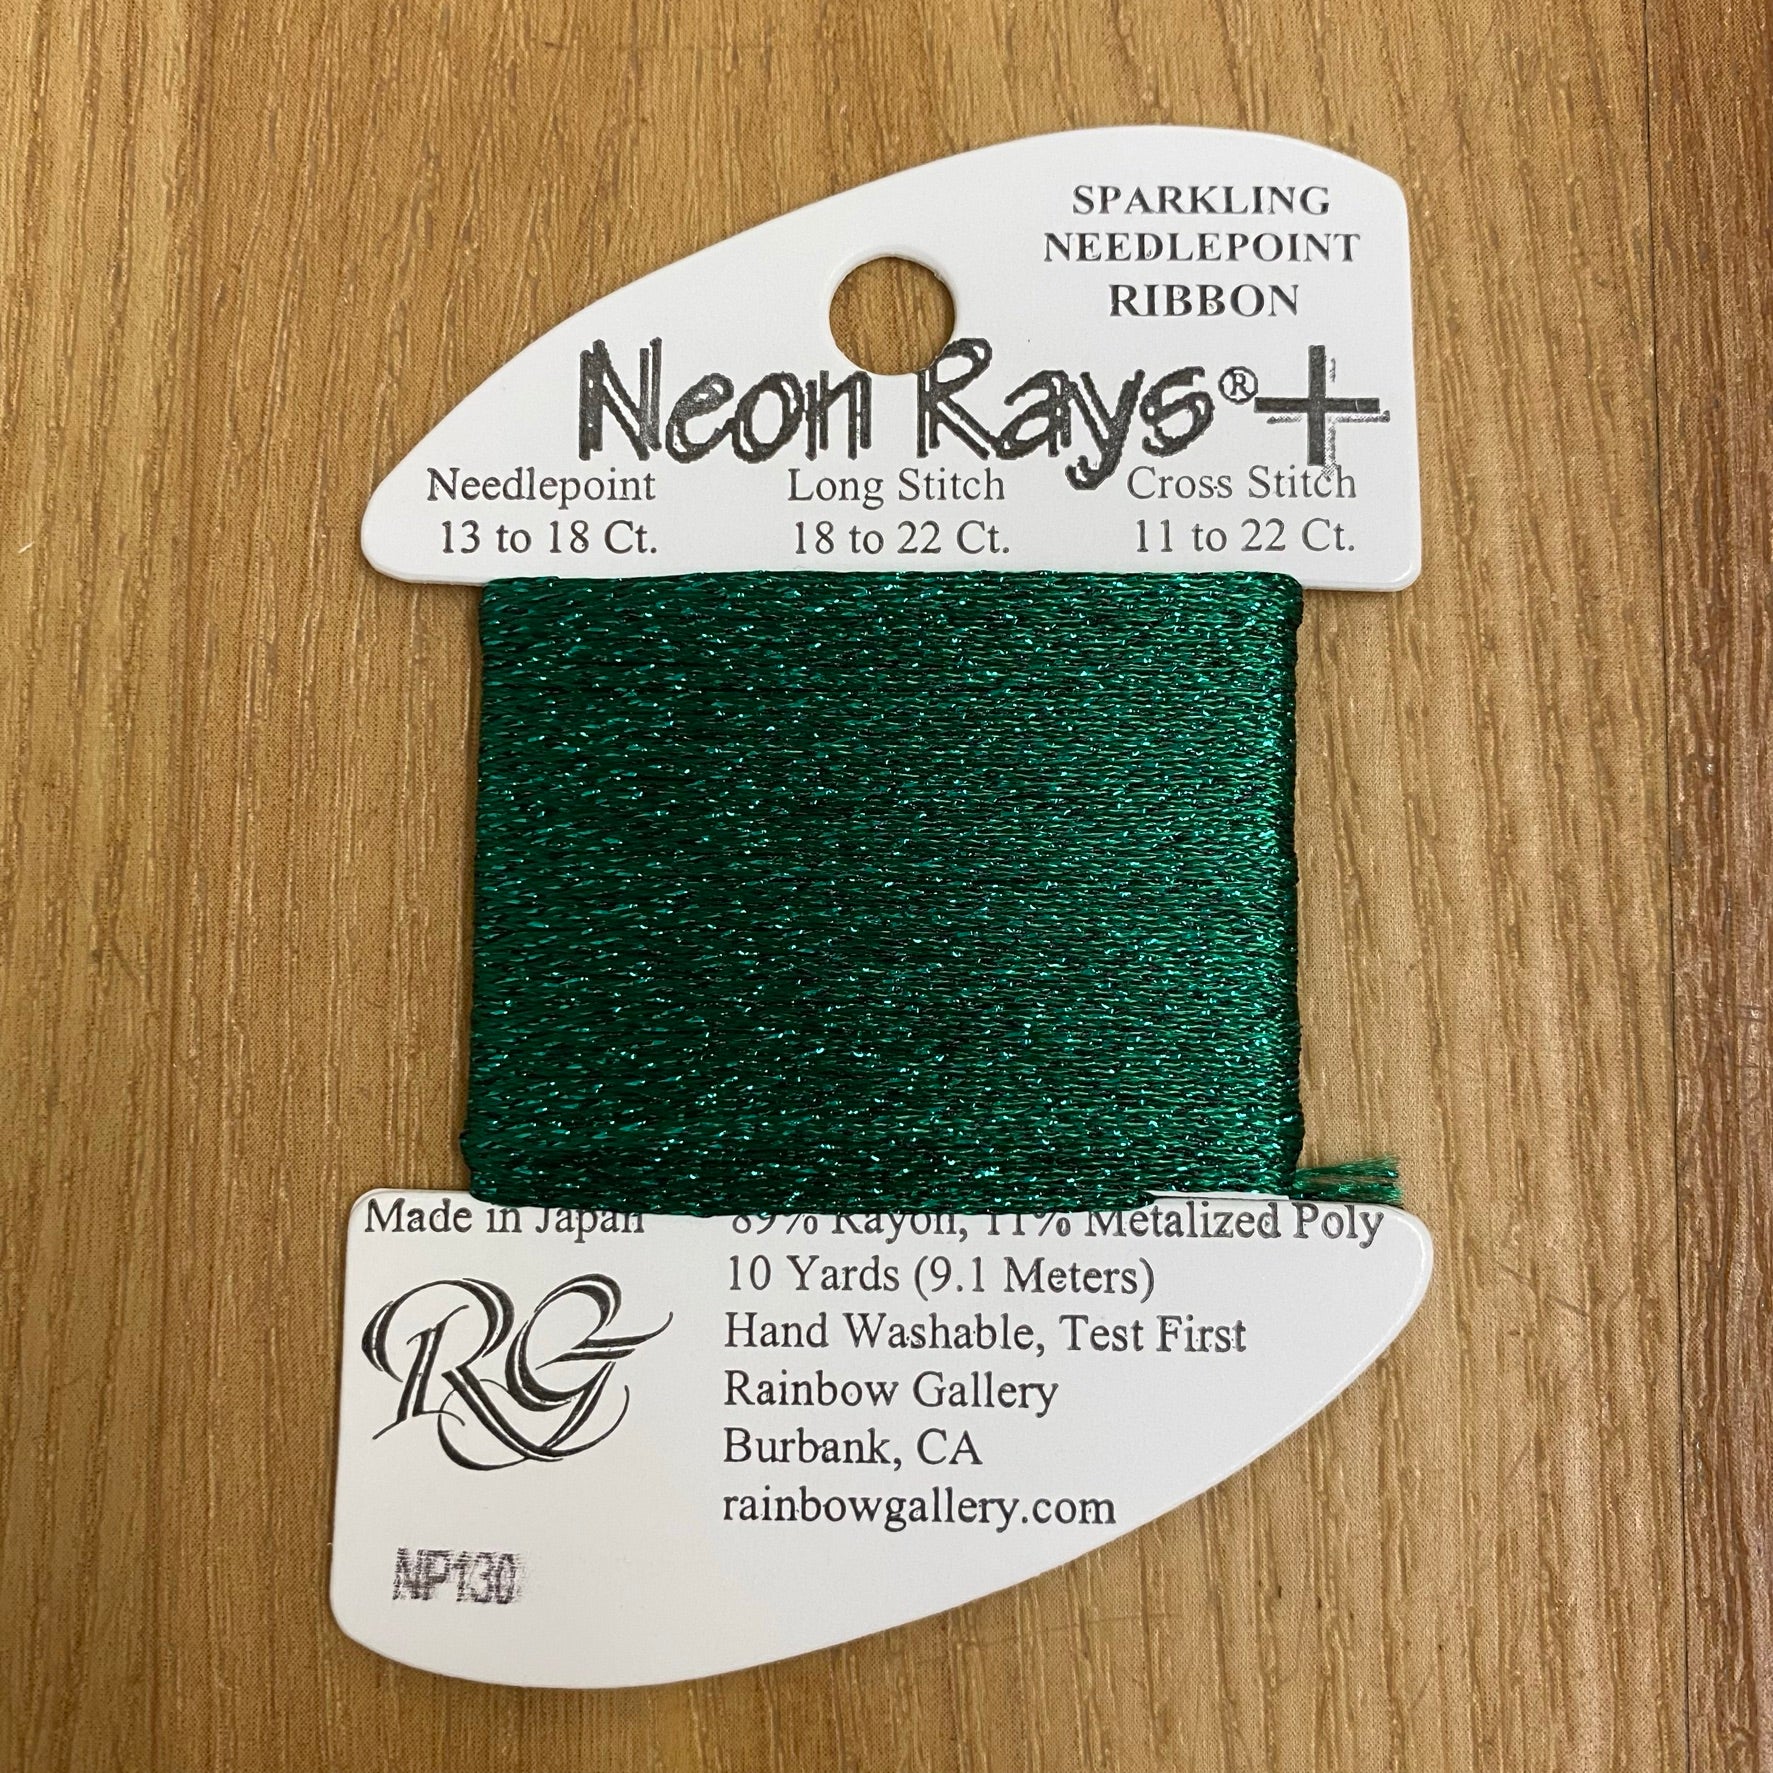 SPARKLING
NEEDLEPOINT
RIBBON
Neon Rays®+
Needlepoint Long Stitch Cross Stitch
13 to 18 Ct. 18 to 22 Ct. 11 to 22 Ct.
Made in Japan 89% Rayon, 11% Metalized Poly
10 Yards (9.1 Meters)
Hand Washable, Test First
Rainbow Gallery
Burbank, CA
rainbowgallery.com
RG
NP130